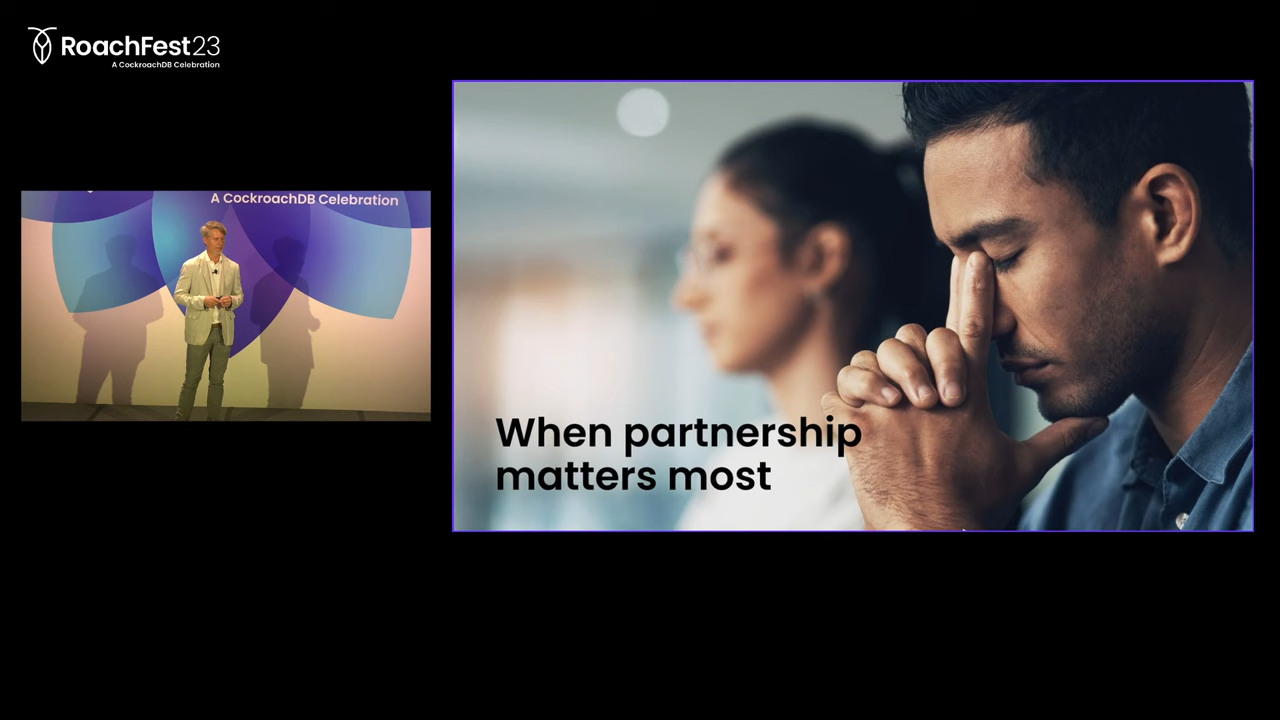 RoachFest23
A CockroachDB Celebration
A CockroachDB Celebration
When partnership
matters most